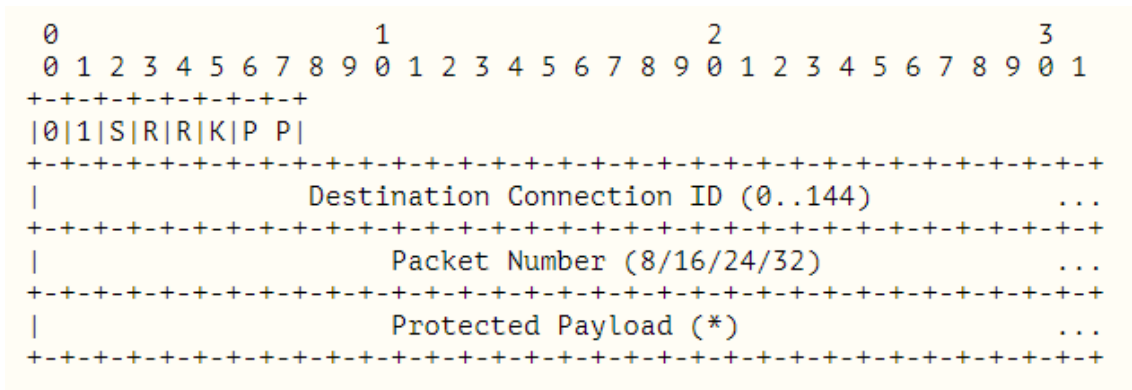 0                   1                   2                   3
 0 1 2 3 4 5 6 7 8 9 0 1 2 3 4 5 6 7 8 9 0 1 2 3 4 5 6 7 8 9 0 1
+-+-+-+-+-+-+-+-+
|0|1|S|R|R|K|P P|
+-+-+-+-+-+-+-+-+-+-+-+-+-+-+-+-+-+-+-+-+-+-+-+-+-+-+-+-+-+-+-+-+
|                Destination Connection ID (0..144)           ...
+-+-+-+-+-+-+-+-+-+-+-+-+-+-+-+-+-+-+-+-+-+-+-+-+-+-+-+-+-+-+-+-+
|                     Packet Number (8/16/24/32)              ...
+-+-+-+-+-+-+-+-+-+-+-+-+-+-+-+-+-+-+-+-+-+-+-+-+-+-+-+-+-+-+-+-+
|                     Protected Payload (*)                   ...
+-+-+-+-+-+-+-+-+-+-+-+-+-+-+-+-+-+-+-+-+-+-+-+-+-+-+-+-+-+-+-+-+